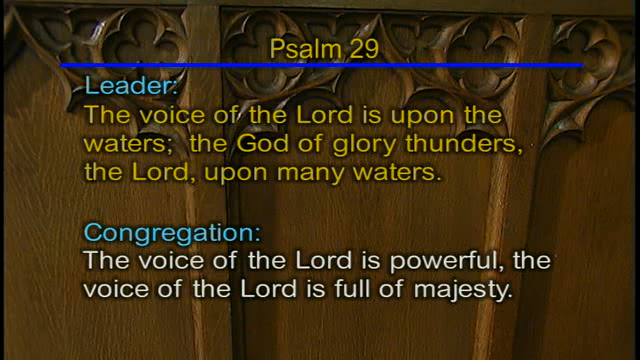 Psalm 29
Leader:
The voice of the Lord is upon the
waters;  the God of glory thunders,
the Lord, upon many waters.
Congregation:
The voice of the Lord is powerful, the
voice of the Lord is full of majesty.